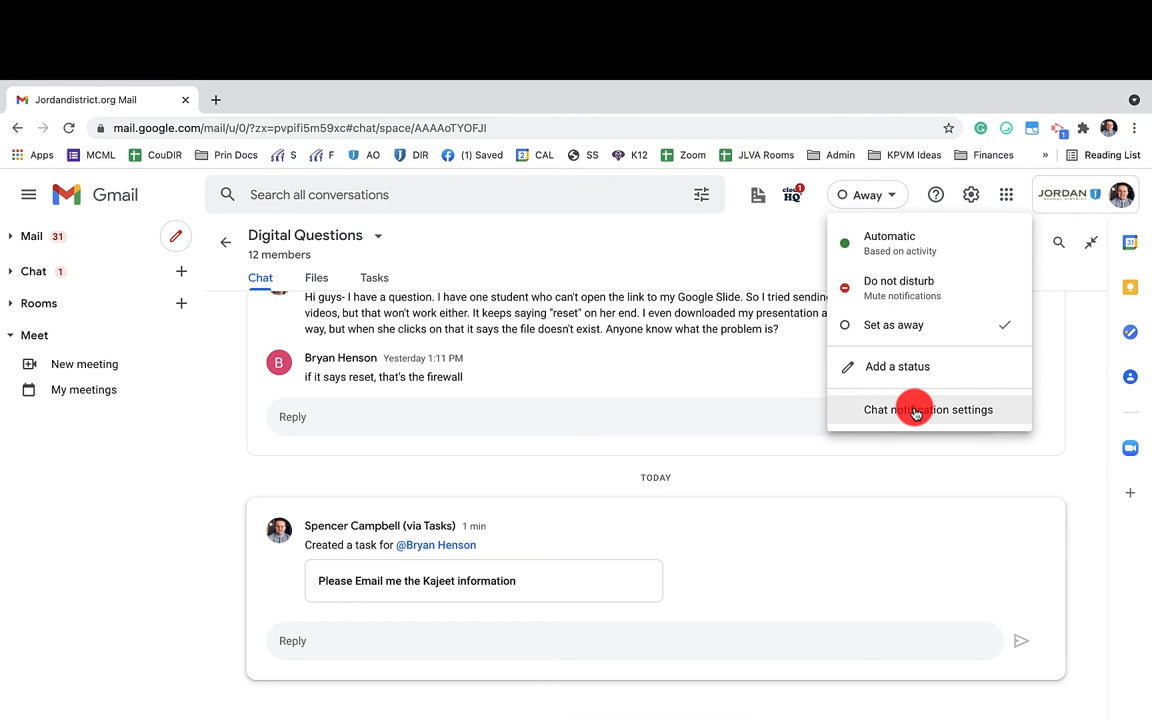 Jordandistrict.org Mail
mail.google.com/mail/u/0/?zx=pvpifi5m59xc#chat/space/AAAAoTYOFJI
Apps MCML CouDIR Prin Docs S F AO DIR (1) Saved CAL SS K12 Zoom JLVA Rooms Admin KPVM Ideas Finances » Reading List
Gmail
Search all conversations
HQ 1
Away
JORDAN
Mail 31
Chat 1
Rooms
Meet
New meeting
My meetings
Digital Questions
12 members
Chat Files Tasks
Hi guys- I have a question. I have one student who can't open the link to my Google Slide. So I tried sendin
videos, but that won't work either. It keeps saying "reset" on her end. I even downloaded my presentation a
way, but when she clicks on that it says the file doesn't exist. Anyone know what the problem is?
B
Bryan Henson Yesterday 1:11 PM
if it says reset, that's the firewall
Reply
TODAY
Spencer Campbell (via Tasks) 1 min
Created a task for @Bryan Henson
Please Email me the Kajeet information
Reply
Automatic
Based on activity
Do not disturb
Mute notifications
Set as away
Add a status
Chat notification settings
31